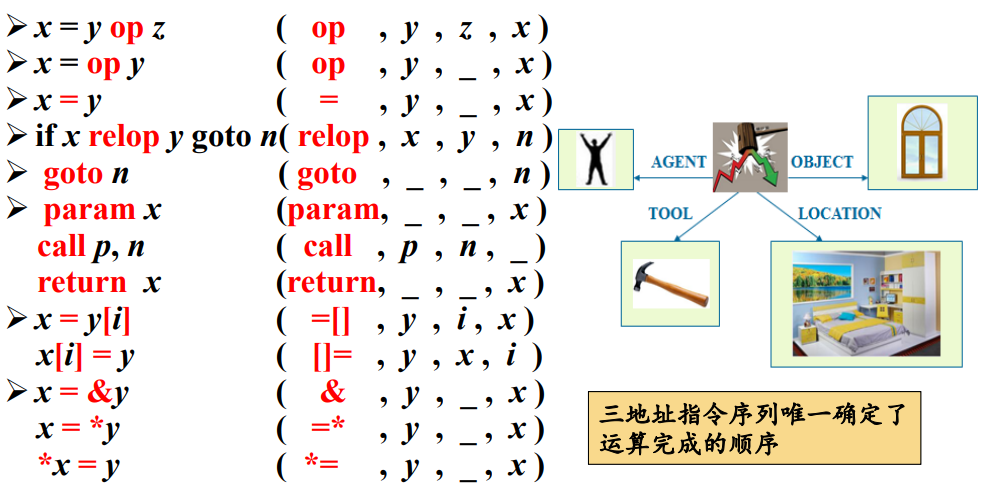 ➢ x = y op z ( op , y , z , x )
➢ x = op y ( op , y , _ , x )
➢ x = y ( = , y , _ , x )
➢ if x relop y goto n ( relop , x , y , n )
➢ goto n ( goto , _ , _ , n )
➢ param x (param, _ , _ , x )
call p, n ( call , p , n , _ )
return x (return, _ , _ , x )
➢ x = y[i] ( =[] , y , i , x )
x[i] = y ( []= , y , x , i )
➢ x = &y ( & , y , _ , x )
x = *y ( =* , y , _ , x )
*x = y ( *= , y , _ , x )
AGENT
OBJECT
TOOL
LOCATION
三地址指令序列唯一确定了
运算完成的顺序